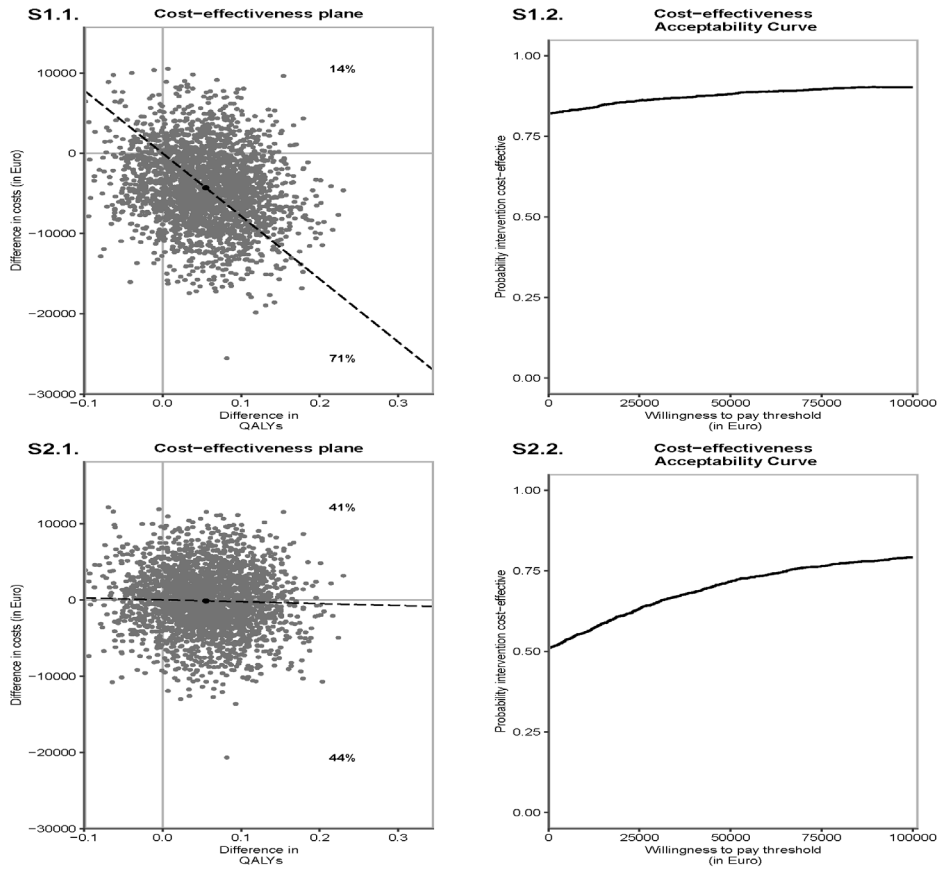 S1.1.
Cost−effectiveness plane
Difference in costs (in Euro)
10000
0
−10000
−20000
−30000
14%
71%
−0.1
0.0
0.1
0.2
0.3
Difference in
QALYs
S1.2.
Cost−effectiveness
Acceptability Curve
Probability intervention cost−effective
1.00
0.75
0.50
0.25
0.00
0
25000
50000
75000
100000
Willingness to pay threshold
(in Euro)
S2.1.
Cost−effectiveness plane
Difference in costs (in Euro)
10000
0
−10000
−20000
−30000
41%
44%
−0.1
0.0
0.1
0.2
0.3
Difference in
QALYs
S2.2.
Cost−effectiveness
Acceptability Curve
Probability intervention cost−effective
1.00
0.75
0.50
0.25
0.00
0
25000
50000
75000
100000
Willingness to pay threshold
(in Euro)